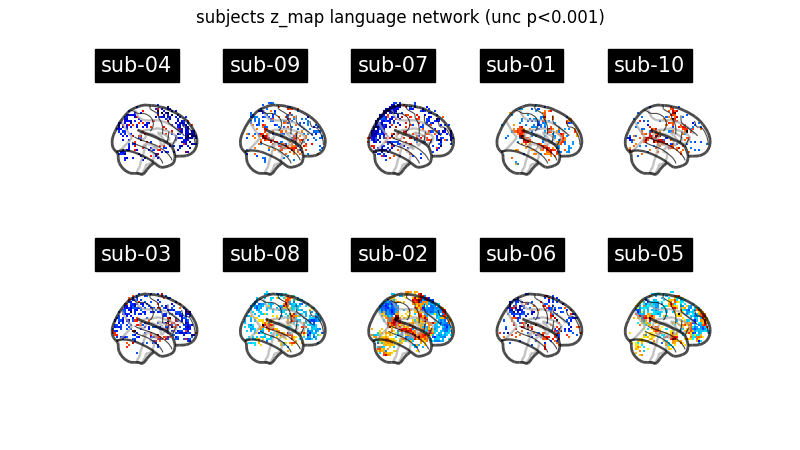 subjects z_map language network (unc p<0.001)
sub-04 sub-09 sub-07 sub-01 sub-10
sub-03 sub-08 sub-02 sub-06 sub-05